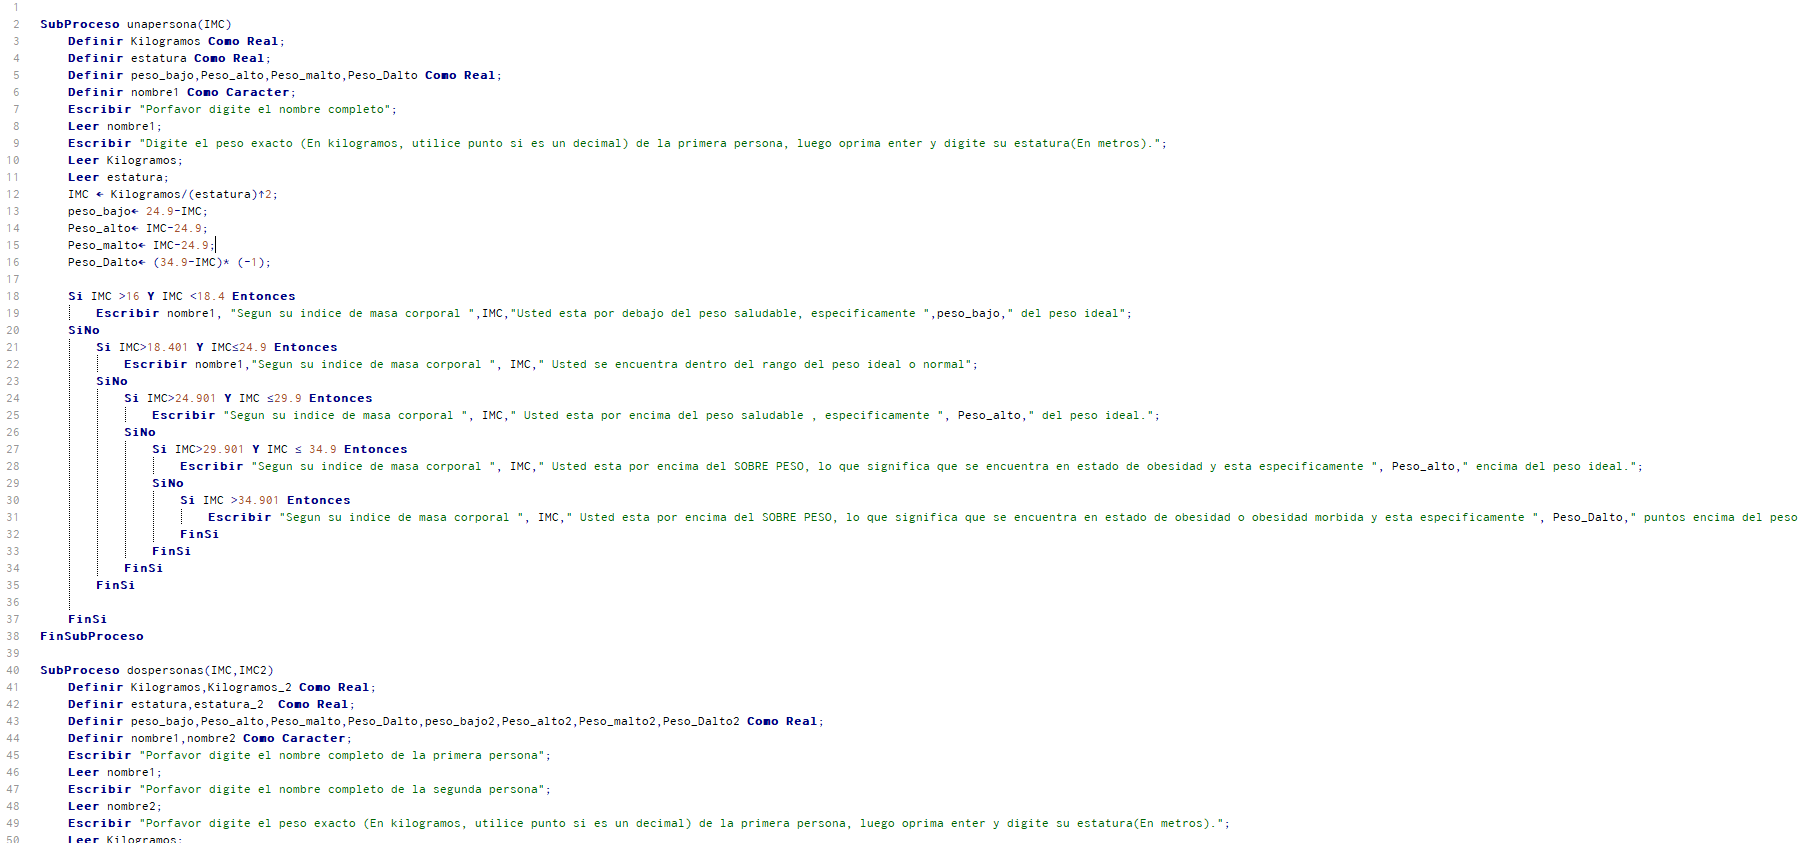 1
2 SubProceso unapersona(IMC)
3 Definir Kilogramos Como Real;
4 Definir estatura Como Real;
5 Definir peso_bajo,Peso_alto,Peso_malto,Peso_Dalto Como Real;
6 Definir nombre1 Como Caracter;
7 Escribir "Porfavor digite el nombre completo";
8 Leer nombre1;
9 Escribir "Digite el peso exacto (En kilogramos, utilice punto si es un decimal) de la primera persona, luego oprima enter y digite su estatura(En metros).";
10 Leer Kilogramos;
11 Leer estatura;
12 IMC ← Kilogramos/(estatura)↑2;
13 peso_bajo← 24.9-IMC;
14 Peso_alto← IMC-24.9;
15 Peso_malto← IMC-24.9;
16 Peso_Dalto← (34.9-IMC)* (-1);
17
18 Si IMC >16 Y IMC <18.4 Entonces
19 Escribir nombre1, "Segun su indice de masa corporal ",IMC,"Usted esta por debajo del peso saludable, especificamente ",peso_bajo," del peso ideal";
20 SiNo
21 Si IMC>18.401 Y IMC≤24.9 Entonces
22 Escribir nombre1,"Segun su indice de masa corporal ", IMC," Usted se encuentra dentro del rango del peso ideal o normal";
23 SiNo
24 Si IMC>24.901 Y IMC ≤29.9 Entonces
25 Escribir "Segun su indice de masa corporal ", IMC," Usted esta por encima del peso saludable , especificamente ", Peso_alto," del peso ideal.";
26 SiNo
27 Si IMC>29.901 Y IMC ≤ 34.9 Entonces
28 Escribir "Segun su indice de masa corporal ", IMC," Usted esta por encima del SOBRE PESO, lo que significa que se encuentra en estado de obesidad y esta especificamente ", Peso_alto," encima del peso ideal.";
29 SiNo
30 Si IMC >34.901 Entonces
31 Escribir "Segun su indice de masa corporal ", IMC," Usted esta por encima del SOBRE PESO, lo que significa que se encuentra en estado de obesidad o obesidad morbida y esta especificamente ", Peso_Dalto," puntos encima del peso
32 FinSi
33 FinSi
34 FinSi
35 FinSi
36
37 FinSi
38 FinSubProceso
39
40 SubProceso dospersonas(IMC,IMC2)
41 Definir Kilogramos,Kilogramos_2 Como Real;
42 Definir estatura,estatura_2 Como Real;
43 Definir peso_bajo,Peso_alto,Peso_malto,Peso_Dalto,peso_bajo2,Peso_alto2,Peso_malto2,Peso_Dalto2 Como Real;
44 Definir nombre1,nombre2 Como Caracter;
45 Escribir "Porfavor digite el nombre completo de la primera persona";
46 Leer nombre1;
47 Escribir "Porfavor digite el nombre completo de la segunda persona";
48 Leer nombre2;
49 Escribir "Porfavor digite el peso exacto (En kilogramos, utilice punto si es un decimal) de la primera persona, luego oprima enter y digite su estatura(En metros).";
50 Leer Kilogramos;